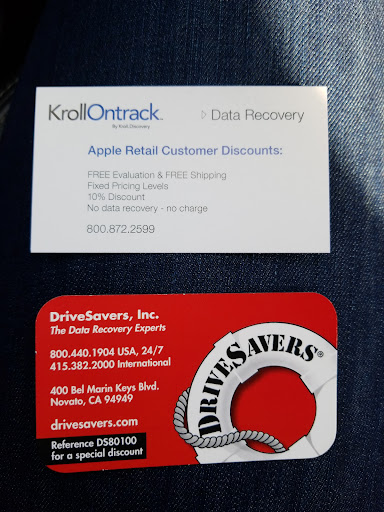 KrollOntrack™
By Kroll Discovery
▷ Data Recovery
Apple Retail Customer Discounts:
FREE Evaluation & FREE Shipping
Fixed Pricing Levels
10% Discount
No data recovery - no charge
800.872.2599
DriveSavers, Inc.
The Data Recovery Experts
800.440.1904 USA, 24/7
415.382.2000 International
400 Bel Marin Keys Blvd.
Novato, CA 94949
drivesavers.com
Reference DS80100
for a special discount
DRIVESAVERS®